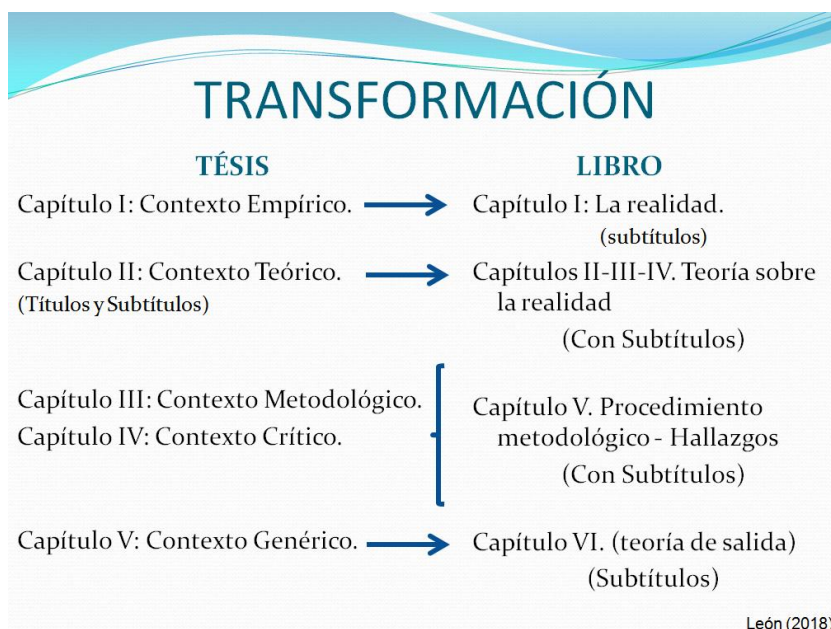 TRANSFORMACIÓN
TÉSIS
LIBRO
Capítulo I: Contexto Empírico.
Capítulo I: La realidad.
(subtítulos)
Capítulo II: Contexto Teórico.
(Títulos y Subtítulos)
Capítulos II-III-IV. Teoría sobre
la realidad
(Con Subtítulos)
Capítulo III: Contexto Metodológico.
Capítulo IV: Contexto Crítico.
Capítulo V. Procedimiento
metodológico - Hallazgos
(Con Subtítulos)
Capítulo V: Contexto Genérico.
Capítulo VI. (teoría de salida)
(Subtítulos)
León (2018)